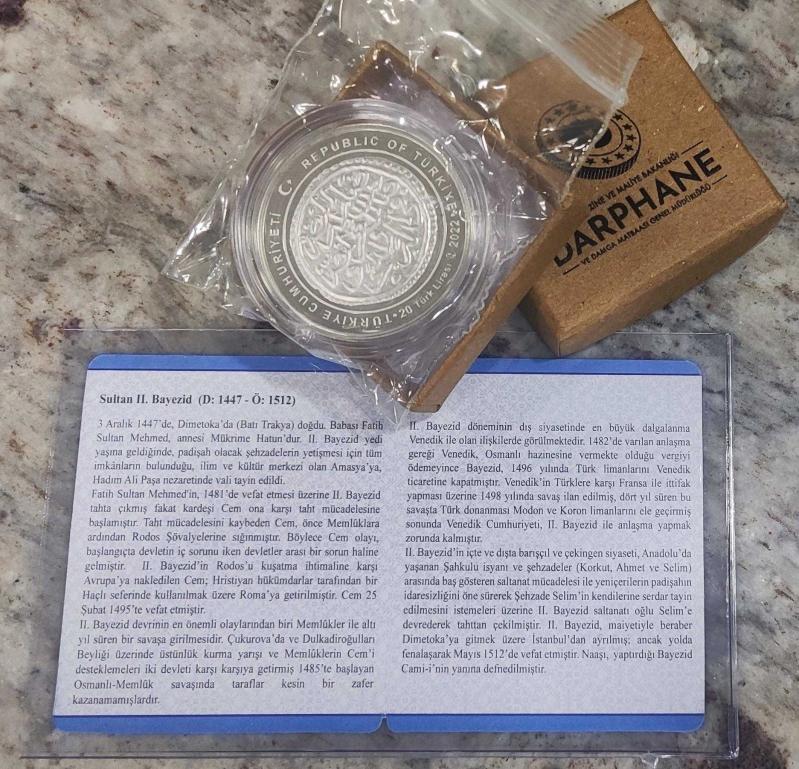 REPUBLIC OF TÜRKİYE
2022
20 Türk Lirası
TÜRKİYE CUMHURİYETİ
MALİYE BAKANLIĞI
DARPHANE
VE DAMGA MATBAASI GENEL MÜDÜRLÜĞÜ
Sultan II. Bayezid (D: 1447 - Ö: 1512)
3 Aralık 1447'de, Dimetoka'da (Batı Trakya) doğdu. Babası Fatih
Sultan Mehmed, annesi Mükrime Hatun'dur. II. Bayezid yedi
yaşına geldiğinde, padişah olacak şehzadelerin yetişmesi için tüm
imkânların bulunduğu, ilim ve kültür merkezi olan Amasya'ya,
Hadım Ali Paşa nezaretinde vali tayin edildi.
Fatih Sultan Mehmed'in, 1481'de vefat etmesi üzerine II. Bayezid
tahta çıkmış fakat kardeşi Cem ona karşı taht mücadelesine
başlamıştır. Taht mücadelesini kaybeden Cem, önce Memlûklara
ardından Rodos Şövalyelerine sığınmıştır. Böylece Cem olayı,
başlangıçta devletin iç sorunu iken devletler arası bir sorun haline
gelmiştir. II. Bayezid'in Rodos'u kuşatma ihtimaline karşı
Avrupa'ya nakledilen Cem; Hristiyan hükümdarlar tarafından bir
Haçlı seferinde kullanılmak üzere Roma'ya getirilmiştir. Cem 25
Şubat 1495'te vefat etmiştir.
II. Bayezid devrinin en önemli olaylarından biri Memlûkler ile altı
yıl süren bir savaşa girilmesidir. Çukurova'da ve Dulkadiroğulları
Beyliği üzerinde üstünlük kurma yarışı ve Memlûklerin Cem'i
desteklemeleri iki devleti karşı karşıya getirmiş 1485'te başlayan
Osmanlı-Memlûk savaşında taraflar kesin bir zafer
kazanamamışlardır.
II. Bayezid döneminin dış siyasetinde en büyük dalgalanma
Venedik ile olan ilişkilerde görülmektedir. 1482'de varılan anlaşma
gereği Venedik, Osmanlı hazinesine vermekte olduğu vergiyi
ödemeyince Bayezid, 1496 yılında Türk limanlarını Venedik
ticaretine kapatmıştır. Venedik'in Türklere karşı Fransa ile ittifak
yapması üzerine 1498 yılında savaş ilan edilmiş, dört yıl süren bu
savaşta Türk donanması Modon ve Koron limanlarını ele geçirmiş
sonunda Venedik Cumhuriyeti, II. Bayezid ile anlaşma yapmak
zorunda kalmıştır.
II. Bayezid'in içte ve dışta barışçıl ve çekingen siyaseti, Anadolu'da
yaşanan Şahkulu isyanı ve şehzadeler (Korkut, Ahmet ve Selim)
arasında baş gösteren saltanat mücadelesi ile yeniçerilerin padişahın
idaresizliğini öne sürerek Şehzade Selim'in kendilerine serdar tayin
edilmesini istemeleri üzerine II. Bayezid saltanatı oğlu Selim'e
devrederek tahttan çekilmiştir. II. Bayezid, maiyetiyle beraber
Dimetoka'ya gitmek üzere İstanbul'dan ayrılmış; ancak yolda
fenalaşarak Mayıs 1512'de vefat etmiştir. Naaşı, yaptırdığı Bayezid
Cami-i'nin yanına defnedilmiştir.